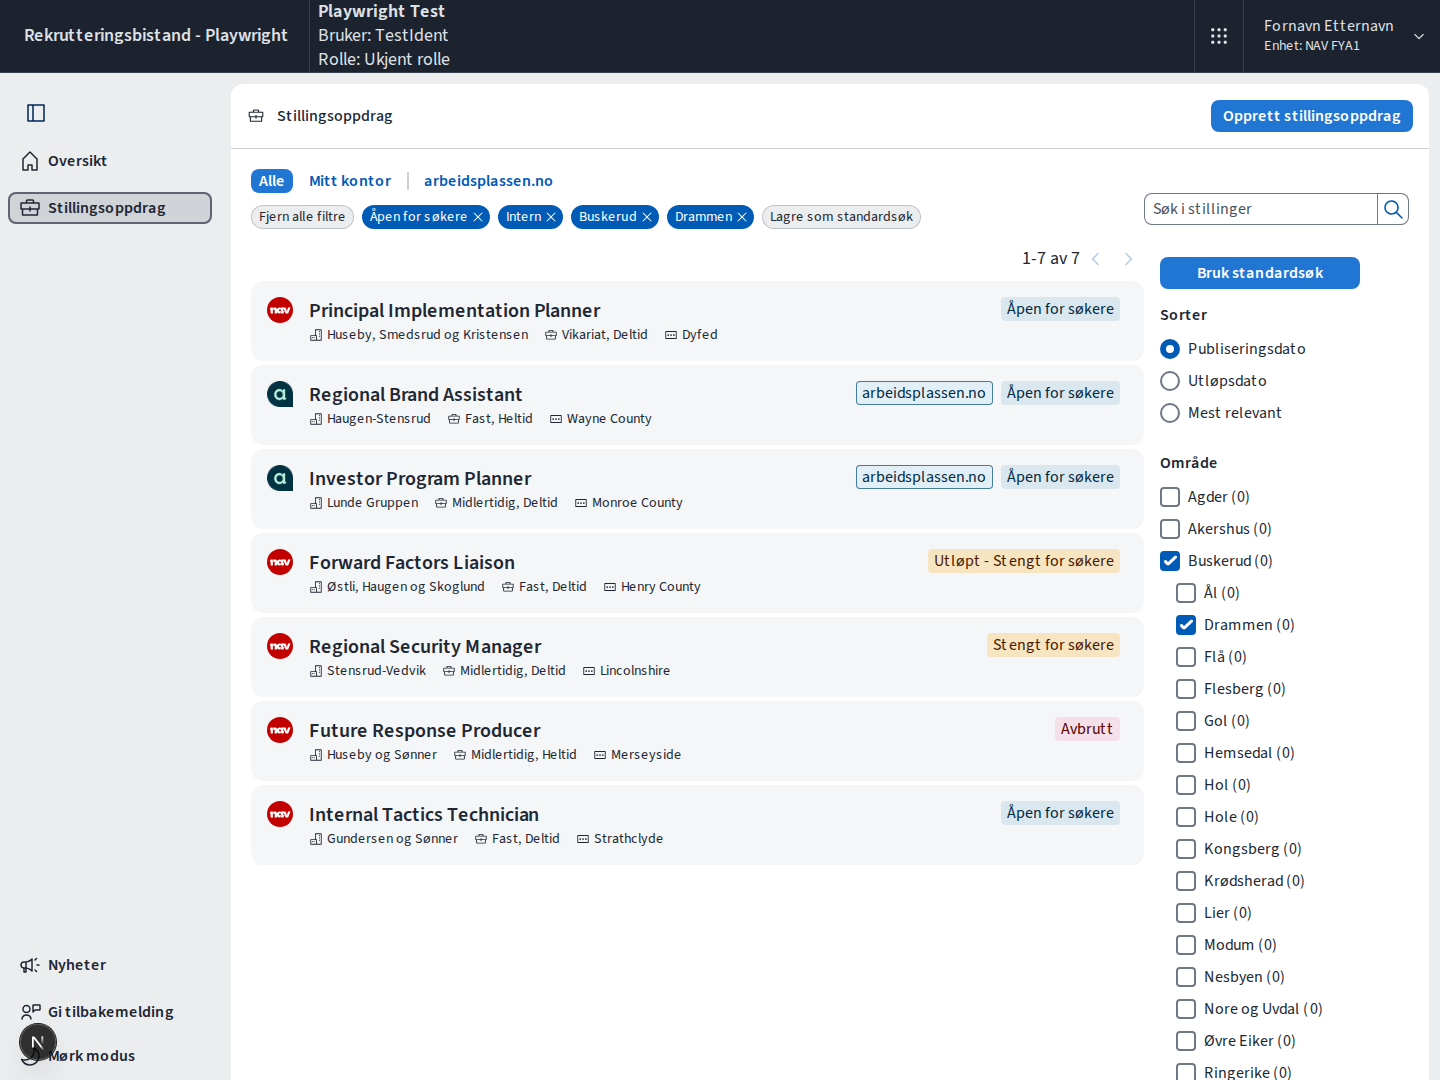 Rekrutteringsbistand - Playwright
Playwright Test
Bruker: TestIdent
Rolle: Ukjent rolle
Fornavn Etternavn
Enhet: NAV FYA1
Oversikt
Stillingsoppdrag
Nyheter
Gi tilbakemelding
Mørk modus
N
Stillingsoppdrag
Opprett stillingsoppdrag
Alle
Mitt kontor
arbeidsplassen.no
Fjern alle filtre
Åpen for søkere
Intern
Buskerud
Drammen
Lagre som standardsøk
Søk i stillinger
1-7 av 7
nav
Principal Implementation Planner
Åpen for søkere
Huseby, Smedsrud og Kristensen
Vikariat, Deltid
Dyfed
a
Regional Brand Assistant
arbeidsplassen.no
Åpen for søkere
Haugen-Stensrud
Fast, Heltid
Wayne County
a
Investor Program Planner
arbeidsplassen.no
Åpen for søkere
Lunde Gruppen
Midlertidig, Deltid
Monroe County
nav
Forward Factors Liaison
Utløpt - Stengt for søkere
Østli, Haugen og Skoglund
Fast, Deltid
Henry County
nav
Regional Security Manager
Stengt for søkere
Stensrud-Vedvik
Midlertidig, Deltid
Lincolnshire
nav
Future Response Producer
Avbrutt
Huseby og Sønner
Midlertidig, Heltid
Merseyside
nav
Internal Tactics Technician
Åpen for søkere
Gundersen og Sønner
Fast, Deltid
Strathclyde
Bruk standardsøk
Sorter
Publiseringsdato
Utløpsdato
Mest relevant
Område
Agder (0)
Akershus (0)
Buskerud (0)
Ål (0)
Drammen (0)
Flå (0)
Flesberg (0)
Gol (0)
Hemsedal (0)
Hol (0)
Hole (0)
Kongsberg (0)
Krødsherad (0)
Lier (0)
Modum (0)
Nesbyen (0)
Nore og Uvdal (0)
Øvre Eiker (0)
Ringerike (0)